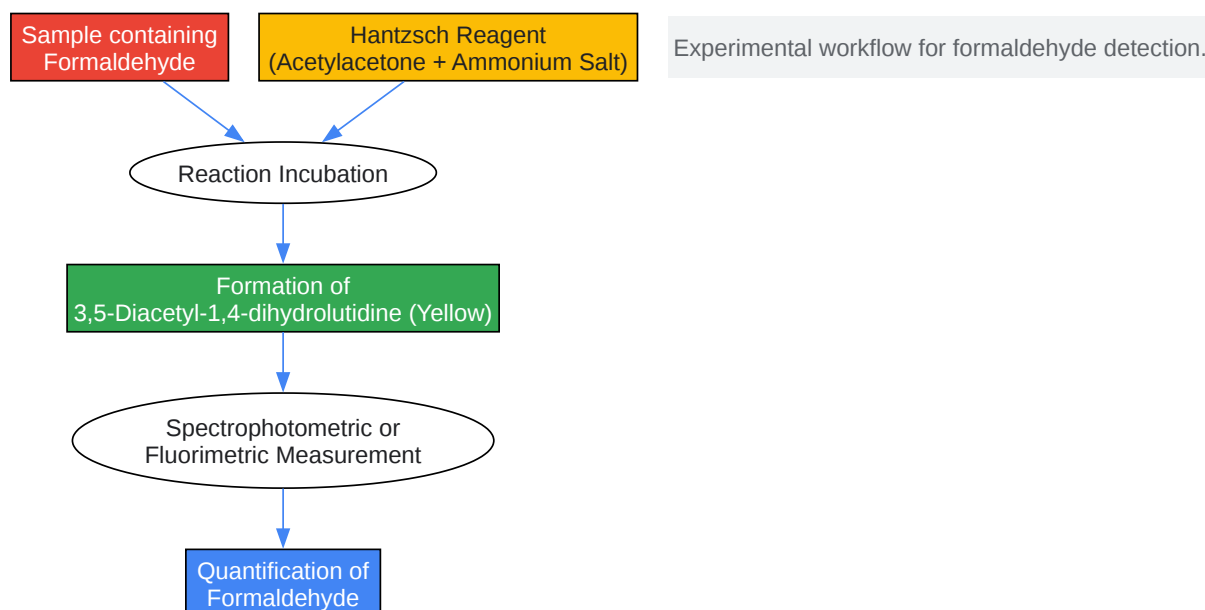 Sample containing
Formaldehyde
Hantzsch Reagent
(Acetylacetone + Ammonium Salt)
Experimental workflow for formaldehyde detection.
Reaction Incubation
Formation of
3,5-Diacetyl-1,4-dihydrolutidine (Yellow)
Spectrophotometric or
Fluorimetric Measurement
Quantification of
Formaldehyde